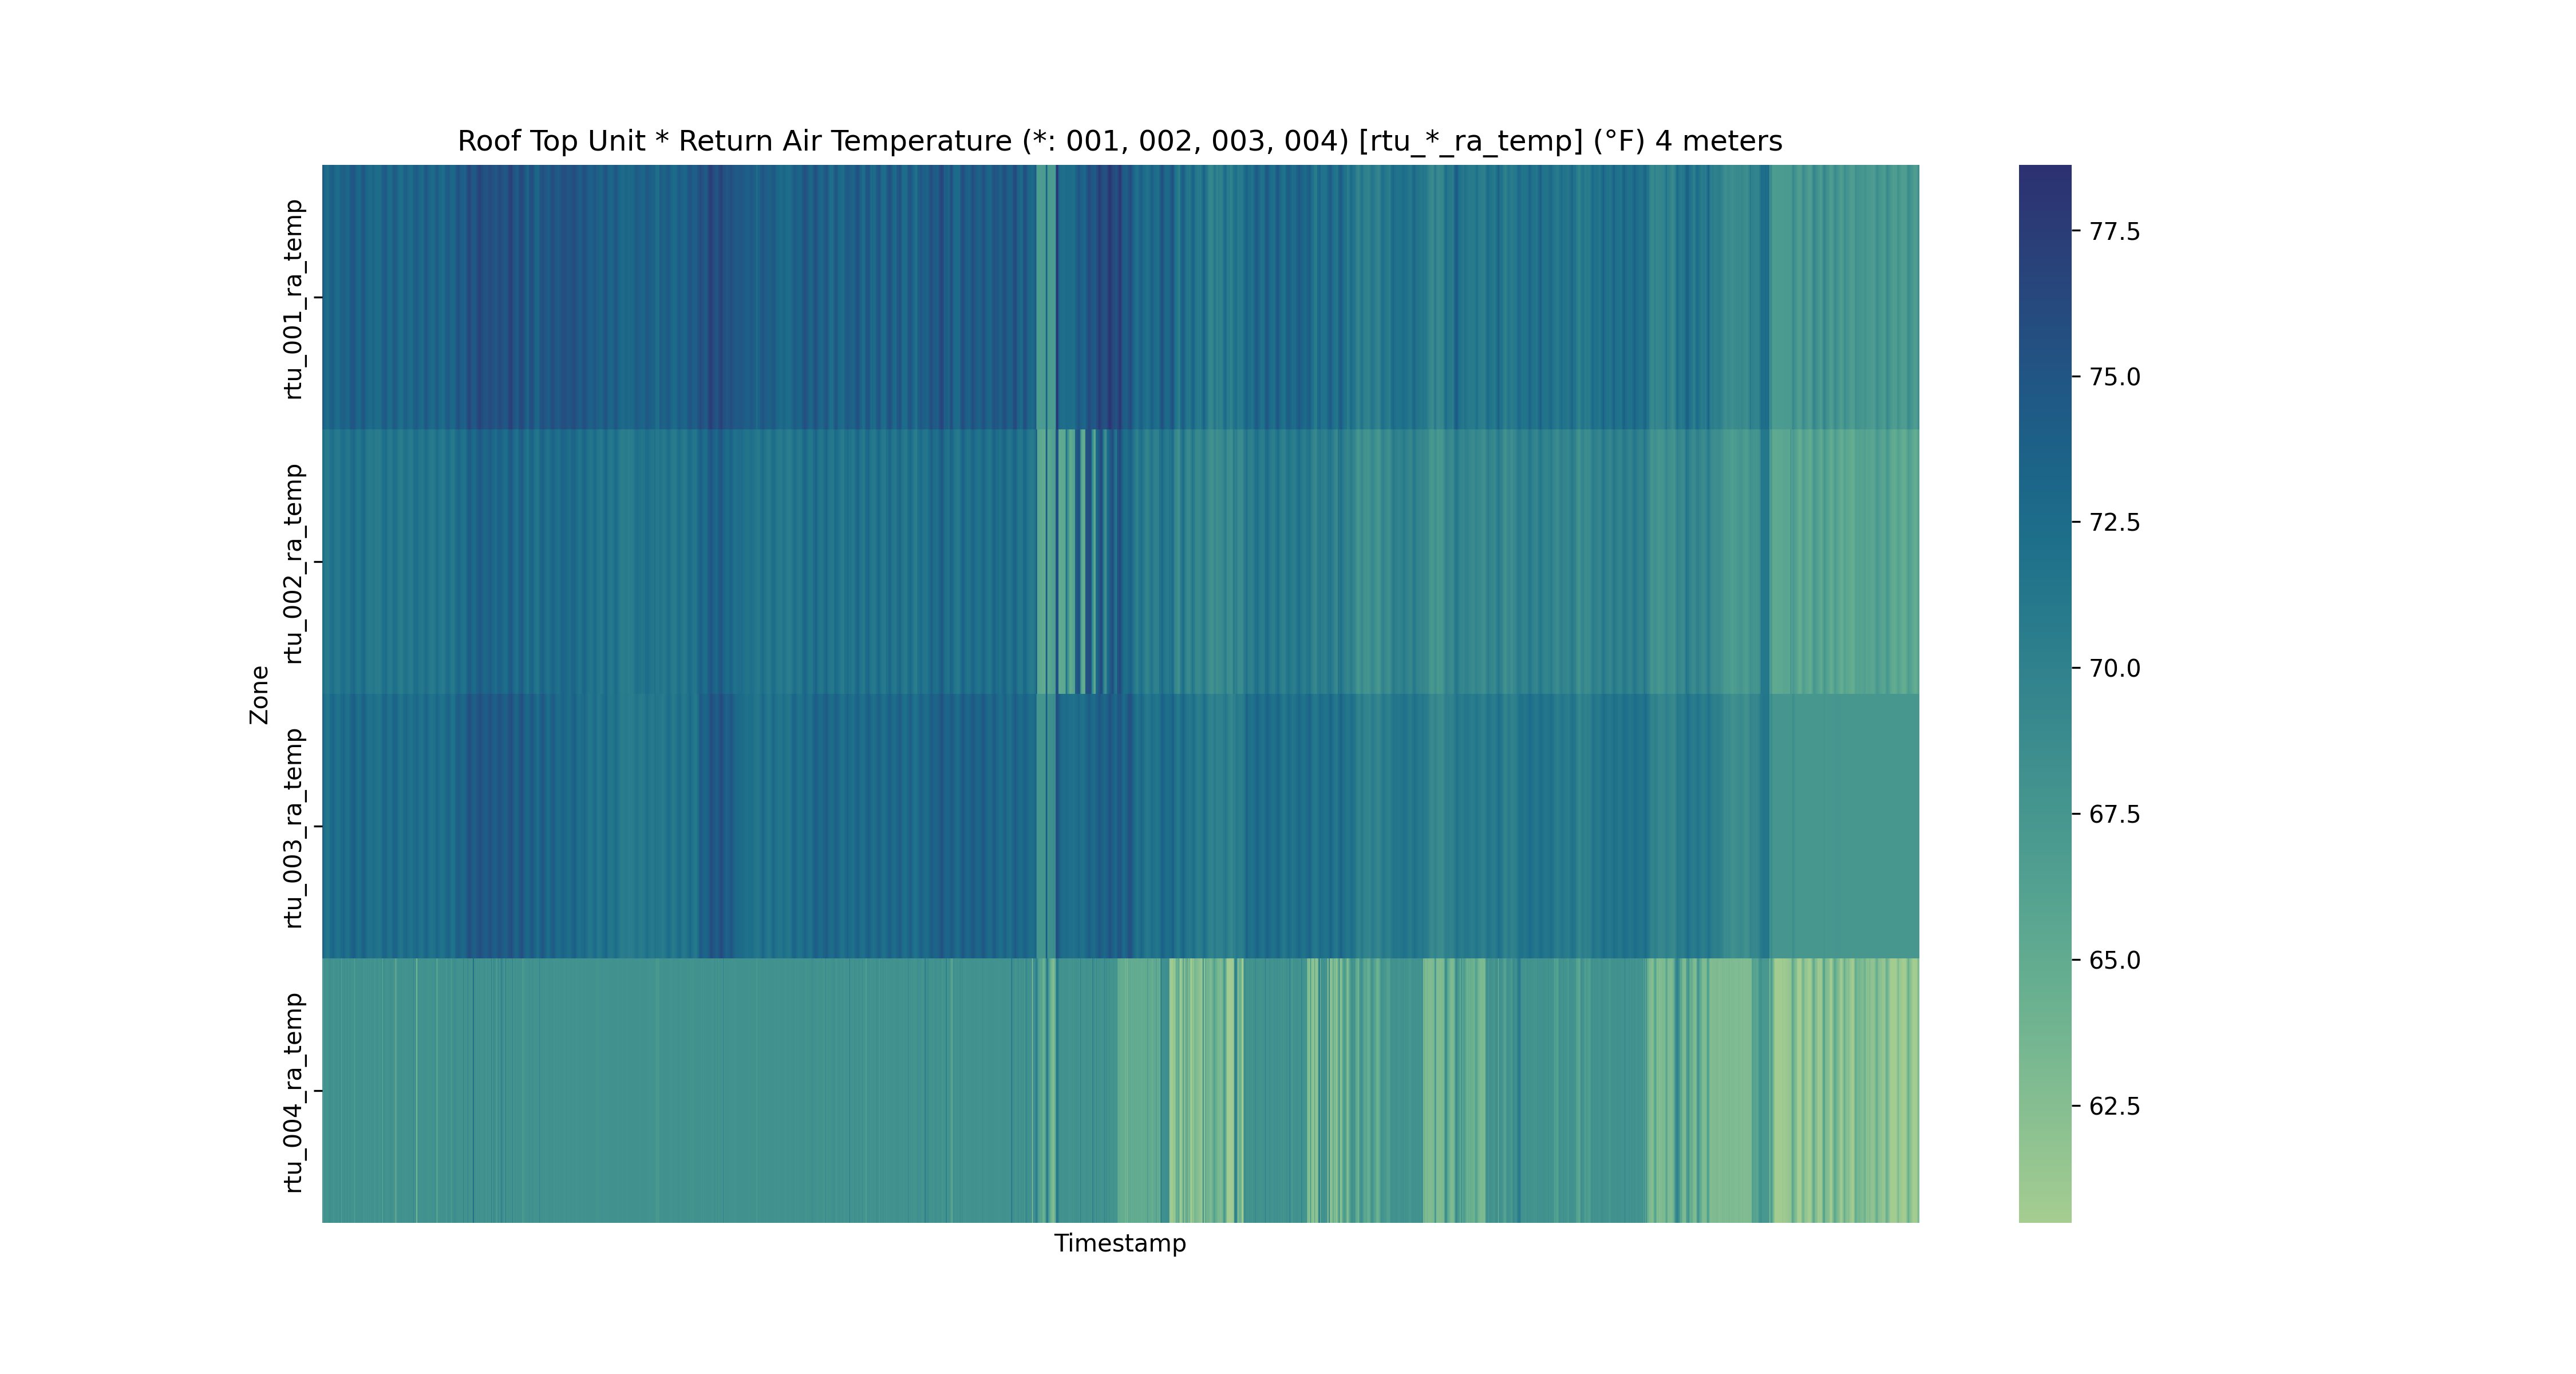 Roof Top Unit * Return Air Temperature (*: 001, 002, 003, 004) [rtu_*_ra_temp] (°F) 4 meters
Zone
rtu_001_ra_temp
rtu_002_ra_temp
rtu_003_ra_temp
rtu_004_ra_temp
Timestamp
77.5
75.0
72.5
70.0
67.5
65.0
62.5